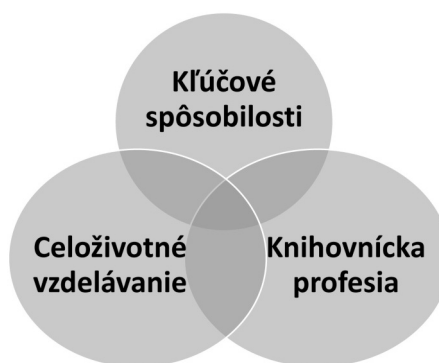 Kľúčové
spôsobilosti
Celoživotné
vzdelávanie
Knihovnícka
profesia